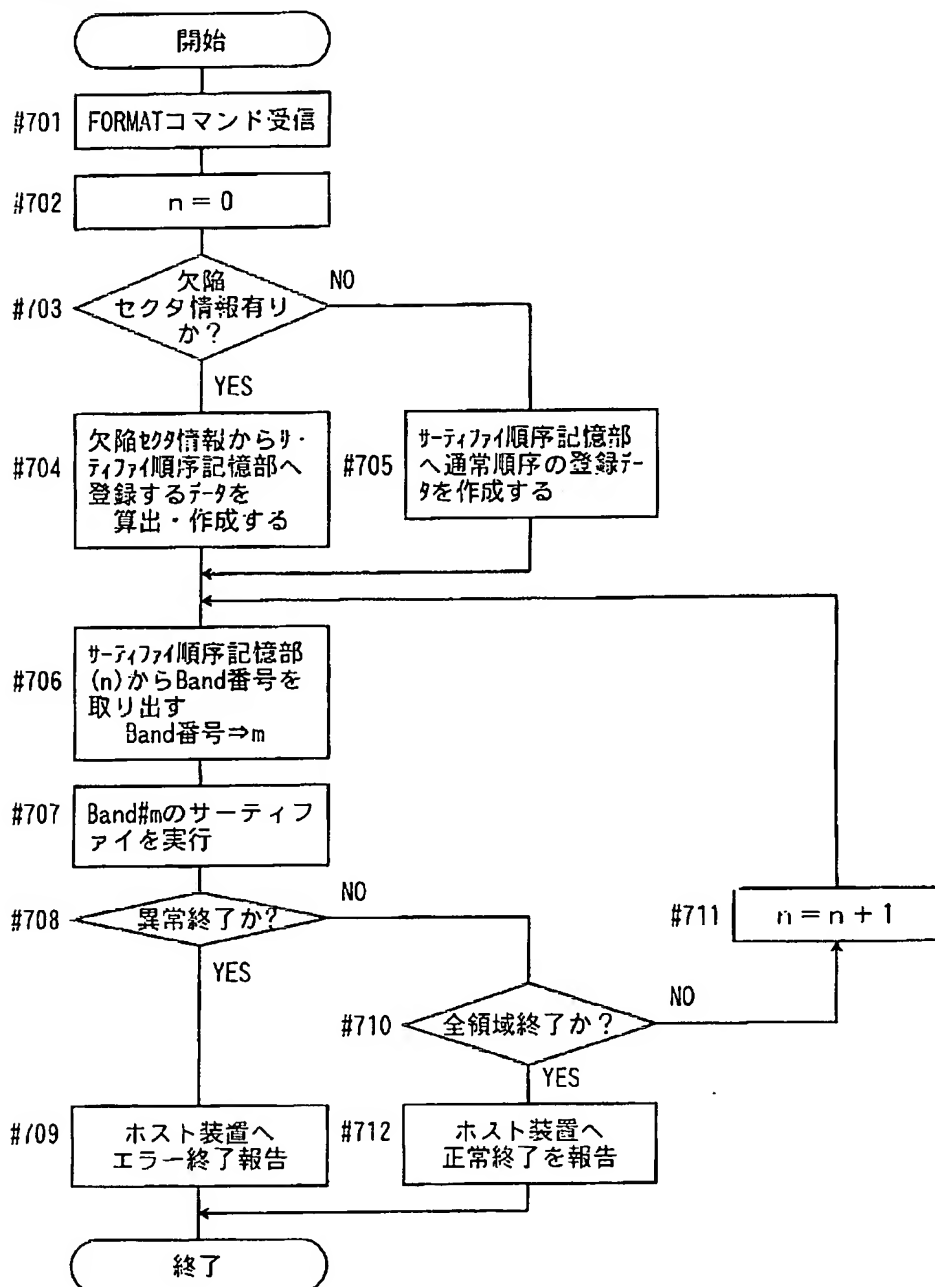 開始
#701
FORMATコマンド受信
#702
n = 0
#703
欠陥
セクタ情報有り
か?
NO
YES
#704
欠陥セクタ情報からサー
ティファイ順序記憶部へ
登録するデータを
算出・作成する
#705
サーティファイ順序記憶部
へ通常順序の登録デー
タを作成する
#706
サーティファイ順序記憶部
(n)からBand番号を
取り出す
Band番号⇒m
#707
Band#mのサーティフ
ァイを実行
#708
異常終了か?
NO
YES
#711
n = n + 1
#710
全領域終了か?
NO
YES
#709
ホスト装置へ
エラー終了報告
#712
ホスト装置へ
正常終了を報告
終了